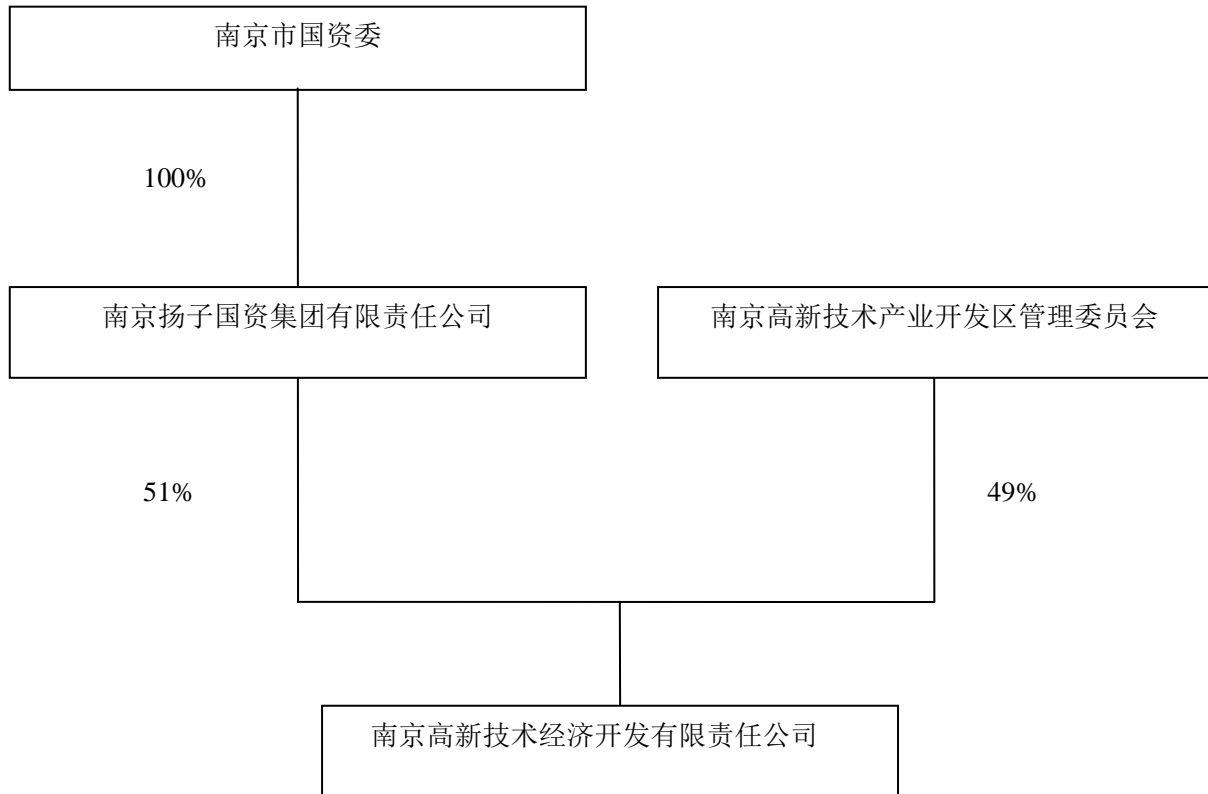 南京市国资委
100%
南京扬子国资集团有限责任公司
南京高新技术产业开发区管理委员会
51%
49%
南京高新技术经济开发有限责任公司